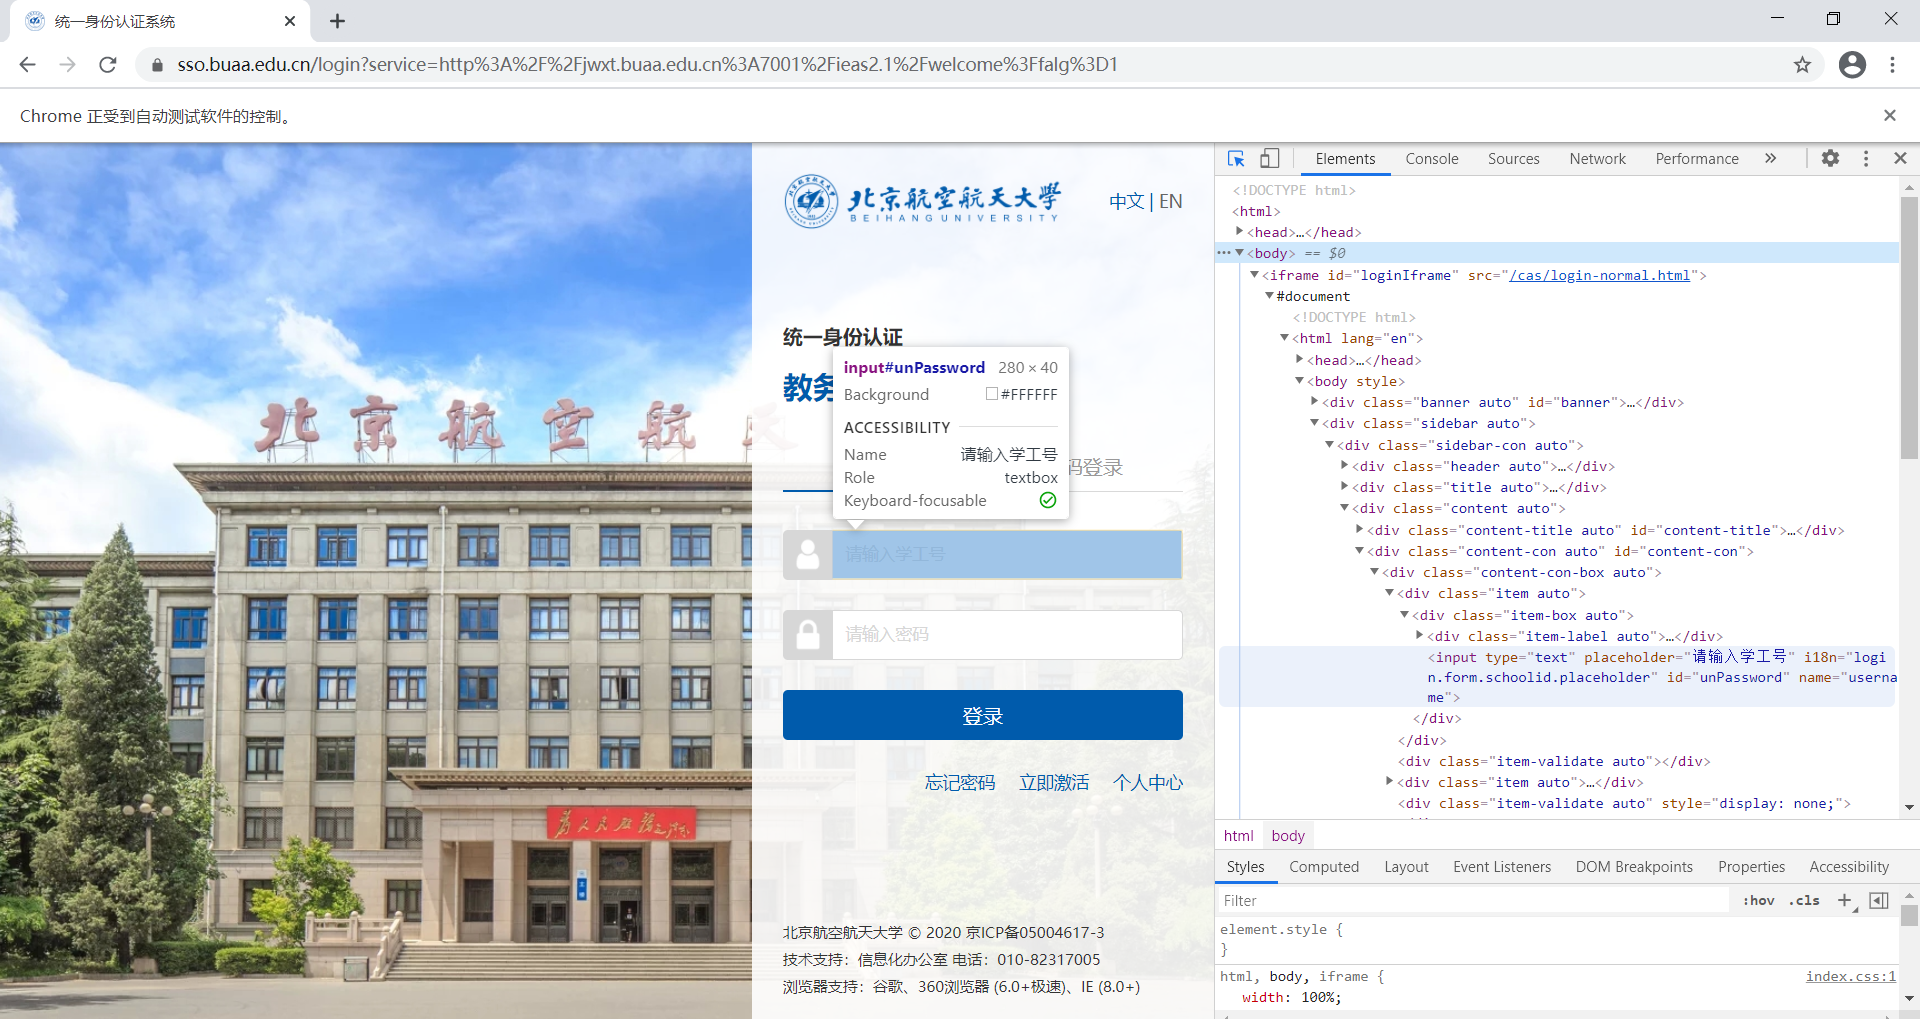 统一身份认证系统
sso.buaa.edu.cn/login?service=http%3A%2F%2Fjwxt.buaa.edu.cn%3A7001%2Fieas2.1%2Fwelcome%3Ffalg%3D1
Chrome 正受到自动测试软件的控制。
北京航空航天大學
BEIHANG UNIVERSITY
中文 | EN
统一身份认证
教务
input#unPassword 280 × 40
Background #FFFFFF
ACCESSIBILITY
Name 请输入学工号
Role textbox
Keyboard-focusable
码登录
请输入学工号
请输入密码
登录
忘记密码 立即激活 个人中心
北京航空航天大学 © 2020 京ICP备05004617-3
技术支持：信息化办公室 电话：010-82317005
浏览器支持：谷歌、360浏览器 (6.0+极速)、IE (8.0+)
北京航空天
Elements Console Sources Network Performance »
<!DOCTYPE html>
<html>
<head>…</head>
<body> == $0
<iframe id="loginIframe" src="/cas/login-normal.html">
#document
<!DOCTYPE html>
<html lang="en">
<head>…</head>
<body style>
<div class="banner auto" id="banner">…</div>
<div class="sidebar auto">
<div class="sidebar-con auto">
<div class="header auto">…</div>
<div class="title auto">…</div>
<div class="content auto">
<div class="content-title auto" id="content-title">…</div>
<div class="content-con auto" id="content-con">
<div class="content-con-box auto">
<div class="item auto">
<div class="item-box auto">
<div class="item-label auto">…</div>
<input type="text" placeholder="请输入学工号" i18n="logi
n.form.schoolid.placeholder" id="unPassword" name="userna
me">
</div>
</div>
<div class="item-validate auto"></div>
<div class="item auto">…</div>
<div class="item-validate auto" style="display: none;">
html body
Styles Computed Layout Event Listeners DOM Breakpoints Properties Accessibility
Filter :hov .cls +
element.style {
}
html, body, iframe { index.css:1
width: 100%;